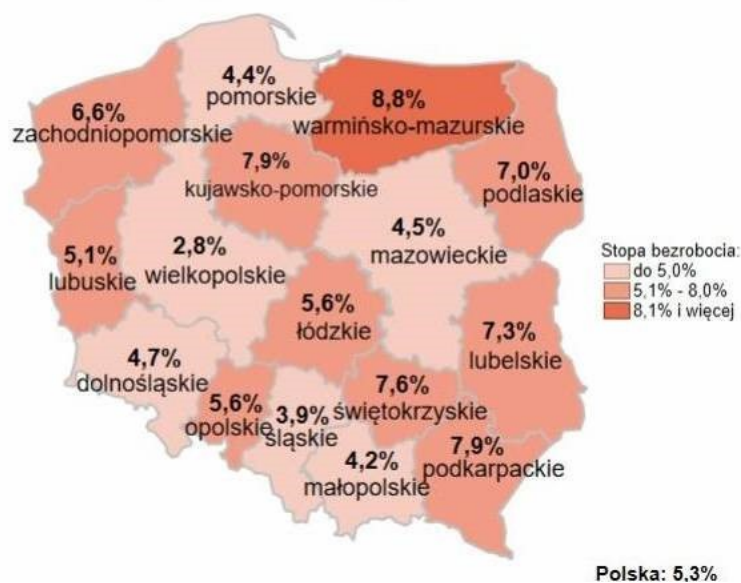 4,4%
pomorskie
8,8%
warmińsko-mazurskie
6,6%
zachodniopomorskie
7,9%
kujawsko-pomorskie
7,0%
podlaskie
4,5%
mazowieckie
2,8%
wielkopolskie
5,1%
lubuskie
Stopa bezrobocia:
do 5,0%
5,1% - 8,0%
8,1% i więcej
5,6%
łódzkie
7,3%
lubelskie
4,7%
dolnośląskie
5,6%
opolskie
3,9%
śląskie
7,6%
świętokrzyskie
4,2%
małopolskie
7,9%
podkarpackie
Polska: 5,3%